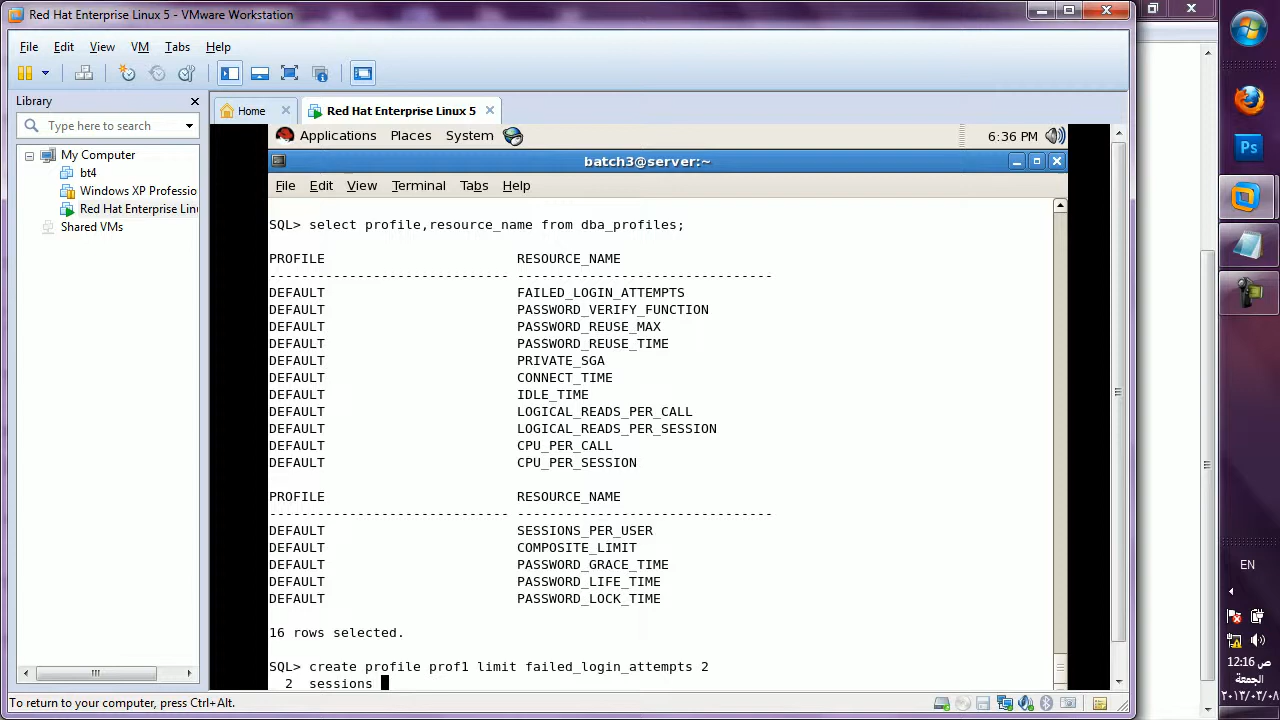 Red Hat Enterprise Linux 5 - VMware Workstation
File Edit View VM Tabs Help
Library
Type here to search
My Computer
bt4
Windows XP Professio
Red Hat Enterprise Linu
Shared VMs
Home
Red Hat Enterprise Linux 5
Applications Places System
6:36 PM
batch3@server:~
File Edit View Terminal Tabs Help
SQL> select profile,resource_name from dba_profiles;
PROFILE RESOURCE_NAME
------------------------------ --------------------------------
DEFAULT FAILED_LOGIN_ATTEMPTS
DEFAULT PASSWORD_VERIFY_FUNCTION
DEFAULT PASSWORD_REUSE_MAX
DEFAULT PASSWORD_REUSE_TIME
DEFAULT PRIVATE_SGA
DEFAULT CONNECT_TIME
DEFAULT IDLE_TIME
DEFAULT LOGICAL_READS_PER_CALL
DEFAULT LOGICAL_READS_PER_SESSION
DEFAULT CPU_PER_CALL
DEFAULT CPU_PER_SESSION
PROFILE RESOURCE_NAME
------------------------------ --------------------------------
DEFAULT SESSIONS_PER_USER
DEFAULT COMPOSITE_LIMIT
DEFAULT PASSWORD_GRACE_TIME
DEFAULT PASSWORD_LIFE_TIME
DEFAULT PASSWORD_LOCK_TIME
16 rows selected.
SQL> create profile prof1 limit failed_login_attempts 2
2 sessions
To return to your computer, press Ctrl+Alt.
Ps
EN
12:16 ص
الجمعة
٢٠١٣/٠٣/٠٨